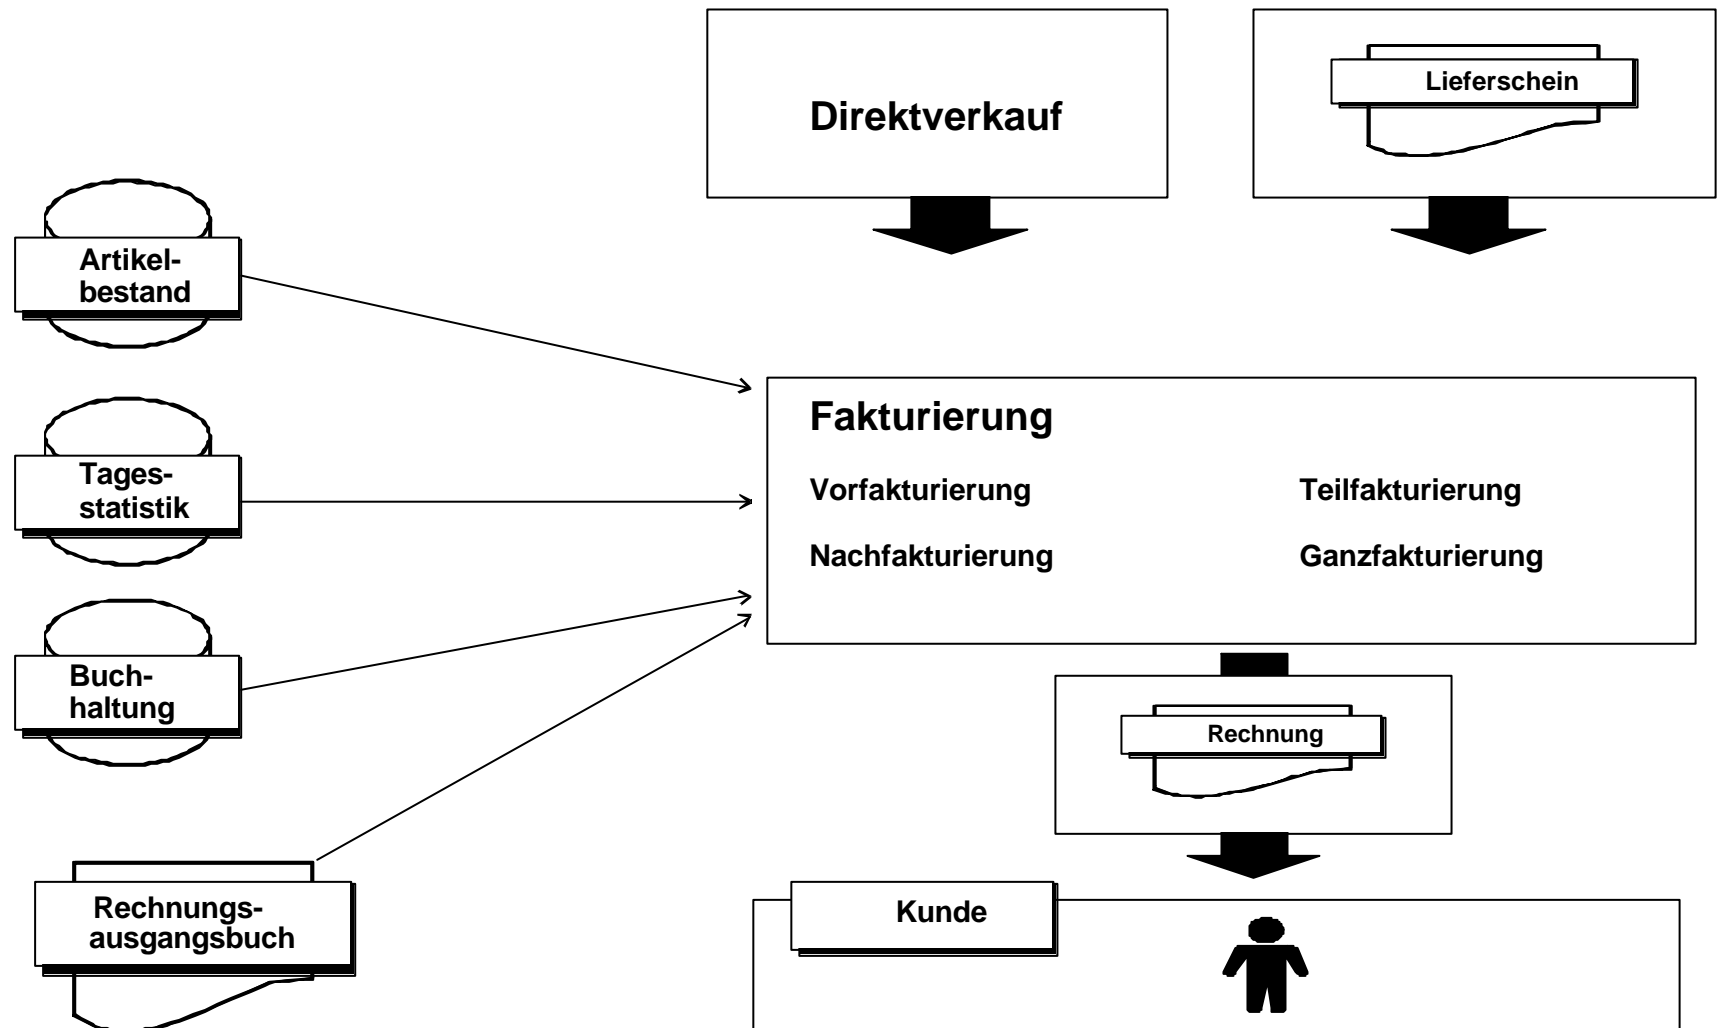 Direktverkauf
Lieferschein
Artikel-
bestand
Tages-
statistik
Buch-
haltung
Rechnungs-
ausgangsbuch
Fakturierung
Vorfakturierung
Teilfakturierung
Nachfakturierung
Ganzfakturierung
Rechnung
Kunde